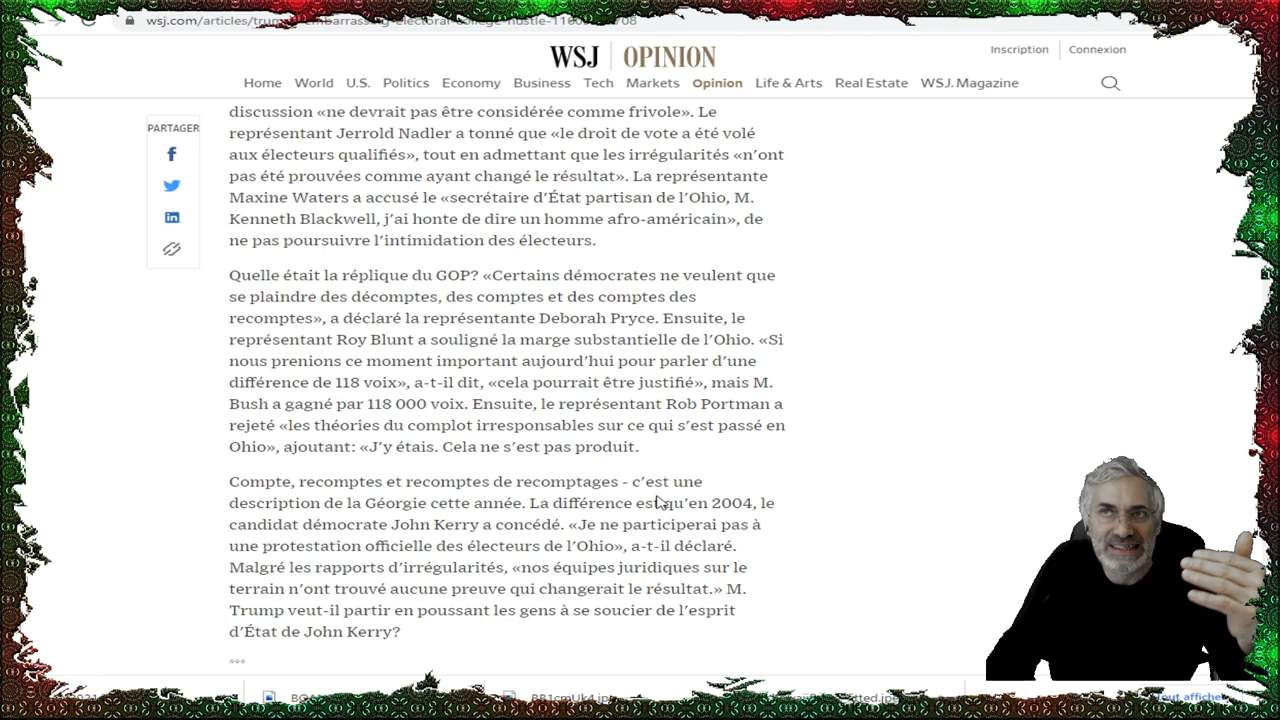 WSJ OPINION
Inscription Connexion
Home World U.S. Politics Economy Business Tech Markets Opinion Life & Arts Real Estate WSJ. Magazine
PARTAGER
discussion «ne devrait pas être considérée comme frivole». Le
représentant Jerrold Nadler a tonné que «le droit de vote a été volé
aux électeurs qualifiés», tout en admettant que les irrégularités «n'ont
pas été prouvées comme ayant changé le résultat». La représentante
Maxine Waters a accusé le «secrétaire d'État partisan de l'Ohio, M.
Kenneth Blackwell, j'ai honte de dire un homme afro-américain», de
ne pas poursuivre l'intimidation des électeurs.
Quelle était la réplique du GOP? «Certains démocrates ne veulent que
se plaindre des décomptes, des comptes et des comptes des
recomptes», a déclaré la représentante Deborah Pryce. Ensuite, le
représentant Roy Blunt a souligné la marge substantielle de l'Ohio. «Si
nous prenions ce moment important aujourd'hui pour parler d'une
différence de 118 voix», a-t-il dit, «cela pourrait être justifié», mais M.
Bush a gagné par 118 000 voix. Ensuite, le représentant Rob Portman a
rejeté «les théories du complot irresponsables sur ce qui s'est passé en
Ohio», ajoutant: «J'y étais. Cela ne s'est pas produit.
Compte, recomptes et recomptes de recomptages - c'est une
description de la Géorgie cette année. La différence est qu'en 2004, le
candidat démocrate John Kerry a concédé. «Je ne participerai pas à
une protestation officielle des électeurs de l'Ohio», a-t-il déclaré.
Malgré les rapports d'irrégularités, «nos équipes juridiques sur le
terrain n'ont trouvé aucune preuve qui changerait le résultat.» M.
Trump veut-il partir en poussant les gens à se soucier de l'esprit
d'État de John Kerry?
***